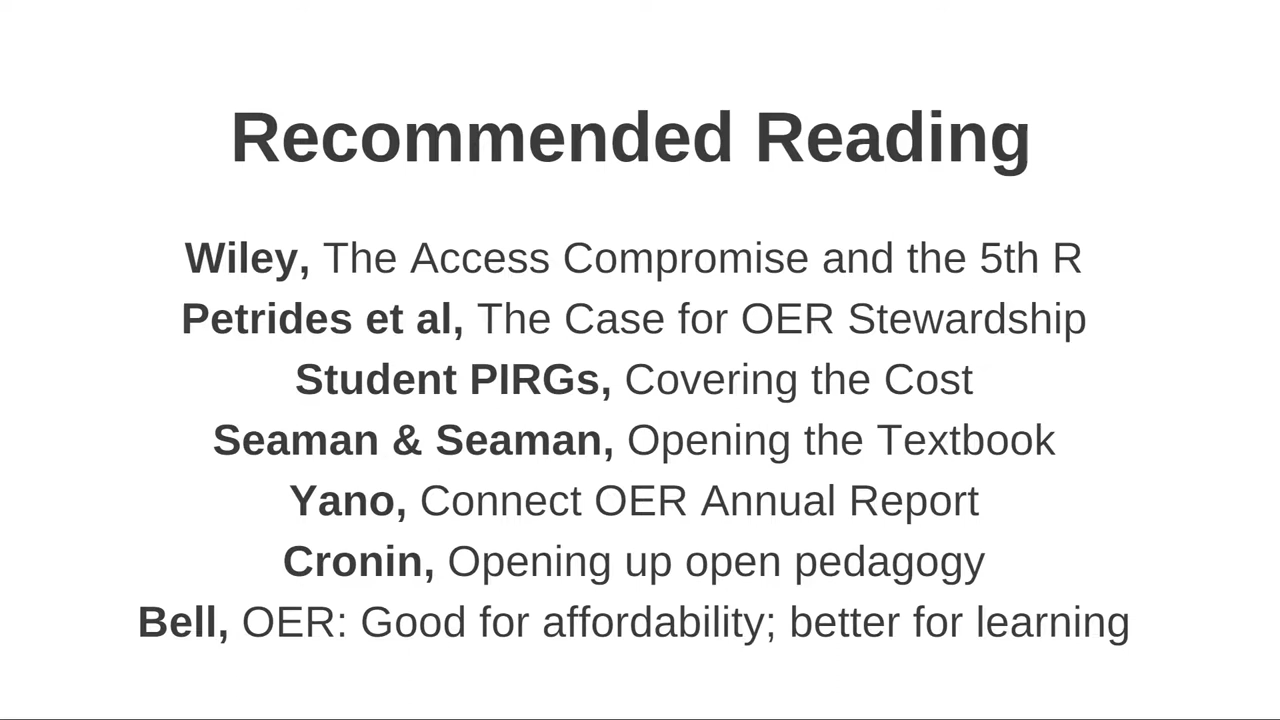 Recommended Reading
Wiley, The Access Compromise and the 5th R
Petrides et al, The Case for OER Stewardship
Student PIRGs, Covering the Cost
Seaman & Seaman, Opening the Textbook
Yano, Connect OER Annual Report
Cronin, Opening up open pedagogy
Bell, OER: Good for affordability; better for learning